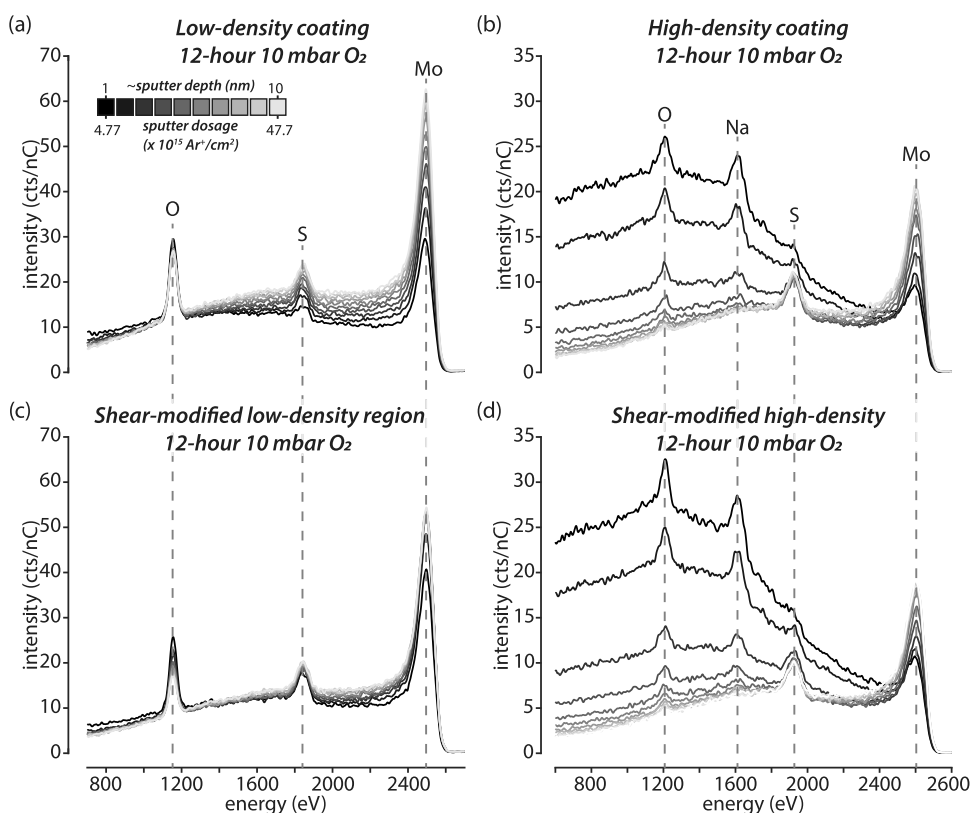 (a)
Low-density coating
12-hour 10 mbar O₂
1 ~sputter depth (nm) 10
4.77 sputter dosage 47.7
(x 10¹⁵ Ar⁺/cm²)
O
S
Mo
intensity (cts/nC)
70
60
50
40
30
20
10
0
(b)
High-density coating
12-hour 10 mbar O₂
O
Na
S
Mo
intensity (cts/nC)
35
30
25
20
15
10
5
0
(c)
Shear-modified low-density region
12-hour 10 mbar O₂
intensity (cts/nC)
70
60
50
40
30
20
10
0
800 1200 1600 2000 2400
energy (eV)
(d)
Shear-modified high-density
12-hour 10 mbar O₂
intensity (cts/nC)
35
30
25
20
15
10
5
0
800 1200 1600 2000 2400 2600
energy (eV)